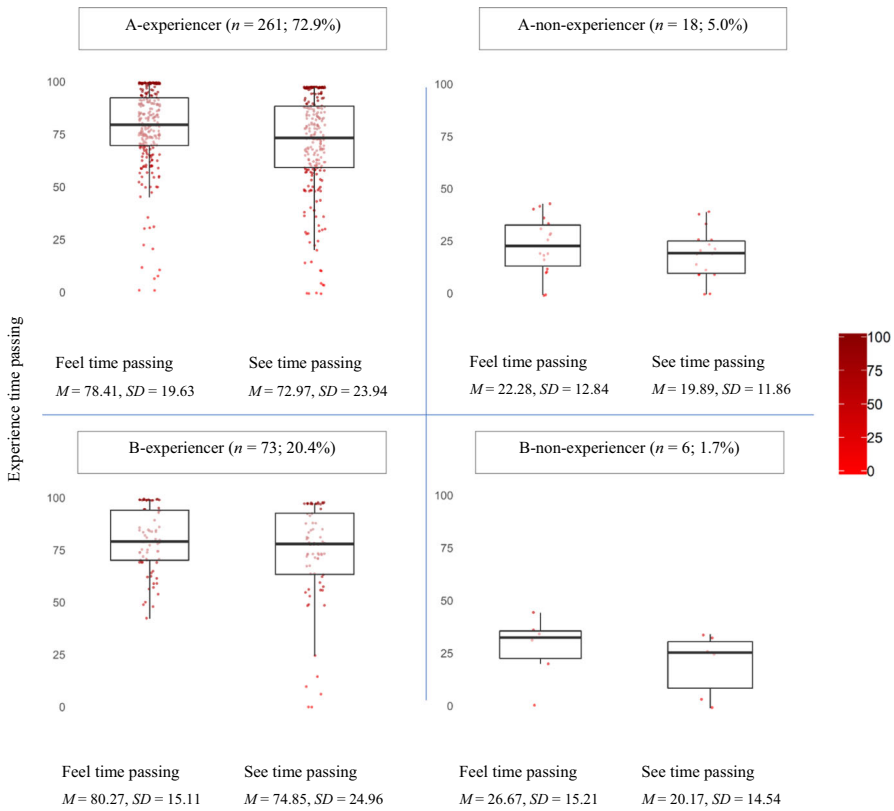 A-experiencer (n = 261; 72.9%)
A-non-experiencer (n = 18; 5.0%)
100
75
50
25
0
100
75
50
25
0
Experience time passing
Feel time passing
See time passing
M = 78.41, SD = 19.63
M = 72.97, SD = 23.94
Feel time passing
See time passing
M = 22.28, SD = 12.84
M = 19.89, SD = 11.86
100
75
50
25
0
B-experiencer (n = 73; 20.4%)
B-non-experiencer (n = 6; 1.7%)
100
75
50
25
0
100
75
50
25
0
Feel time passing
See time passing
M = 80.27, SD = 15.11
M = 74.85, SD = 24.96
Feel time passing
See time passing
M = 26.67, SD = 15.21
M = 20.17, SD = 14.54